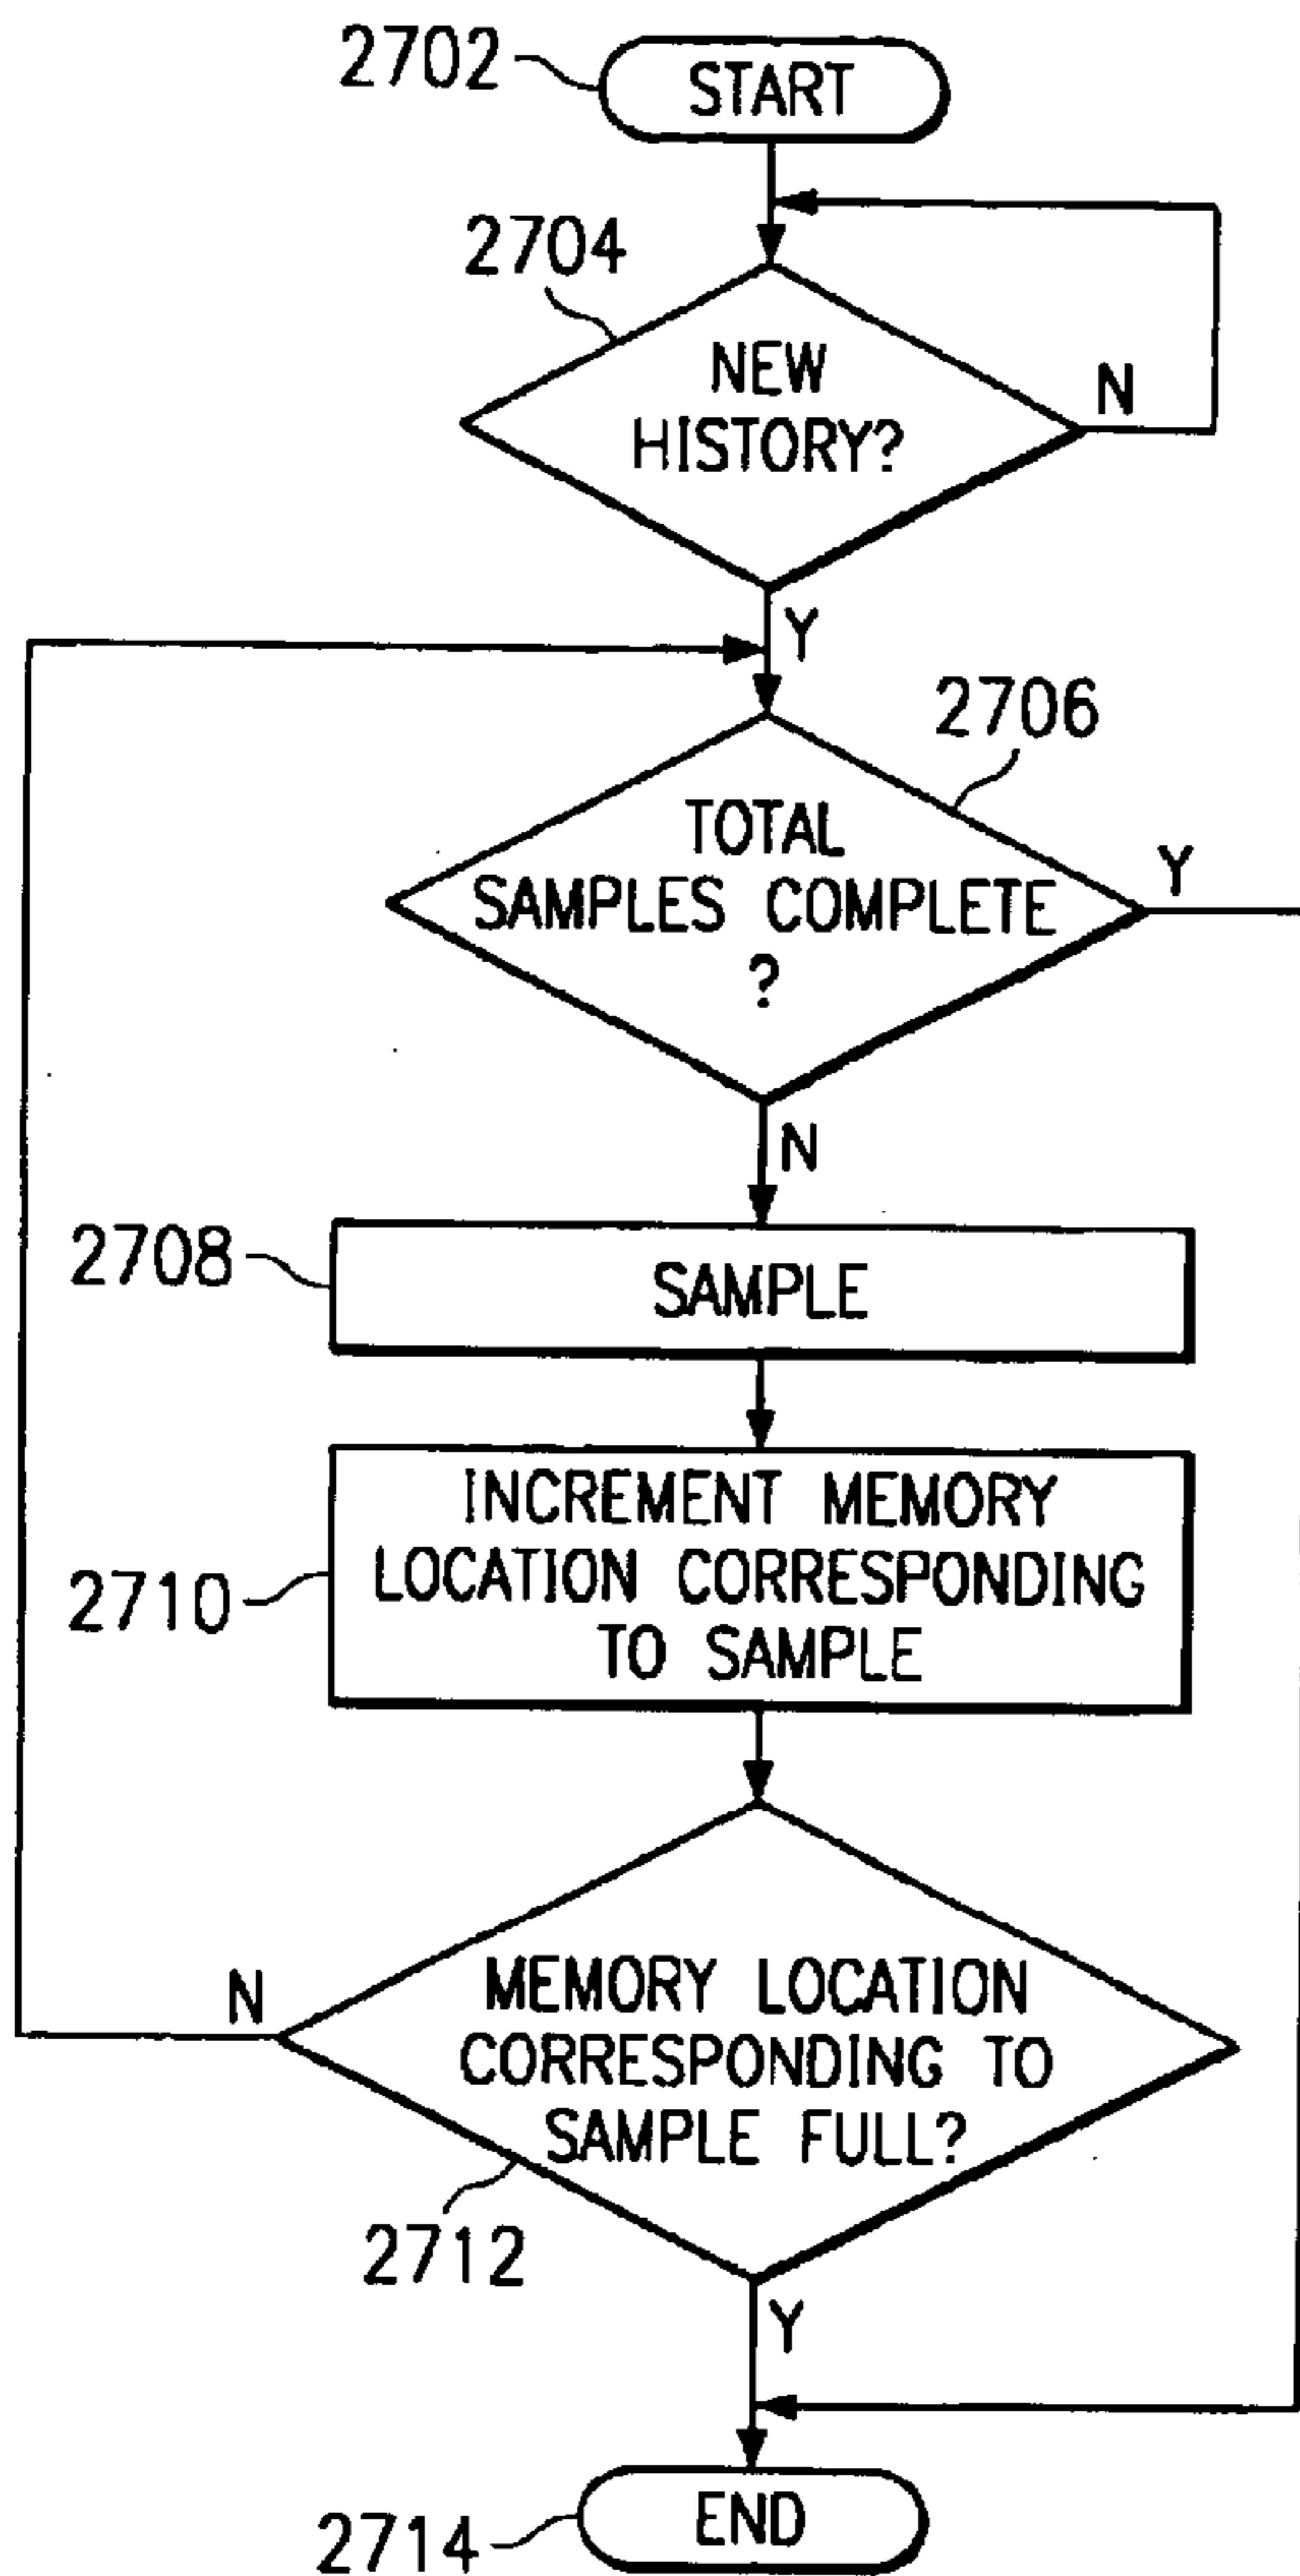 2702
START
2704
NEW
HISTORY?
N
Y
2706
TOTAL
SAMPLES COMPLETE
?
Y
N
2708
SAMPLE
2710
INCREMENT MEMORY
LOCATION CORRESPONDING
TO SAMPLE
N
MEMORY LOCATION
CORRESPONDING TO
SAMPLE FULL?
2712
Y
END
2714